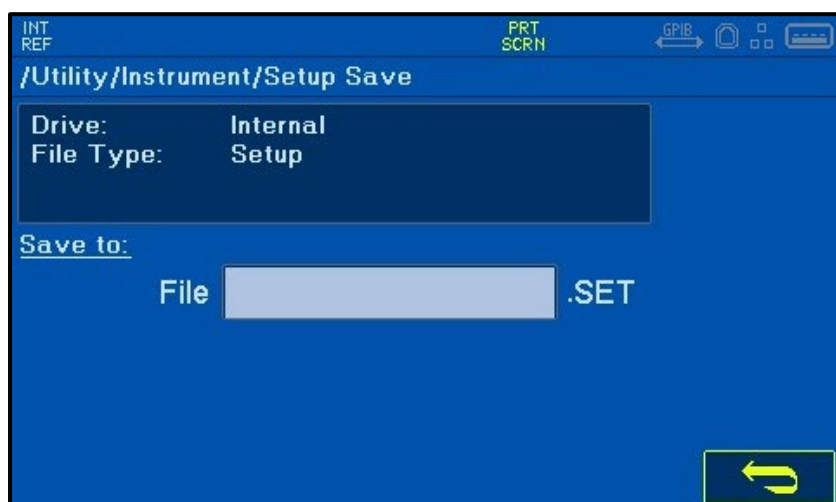 INT
REF
PRT
SCRN
GPIB
/Utility/Instrument/Setup Save
Drive: Internal
File Type: Setup
Save to:
File .SET